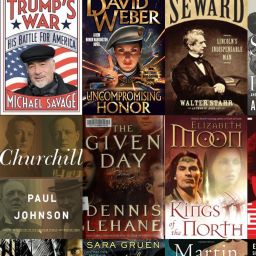 TRUMP'S
WAR
HIS BATTLE FOR AMERICA
MICHAEL SAVAGE
DAVID
WEBER
UNCOMPROMISING
HONOR
SEWARD
LINCOLN'S
INDISPENSABLE
MAN
WALTER STAHR
Churchill
PAUL
JOHNSON
THE
GIVEN
DAY
DENNIS
LEHANE
ELIZABETH
MOON
KINGS
of the
NORTH
SARA GRUEN
Martin